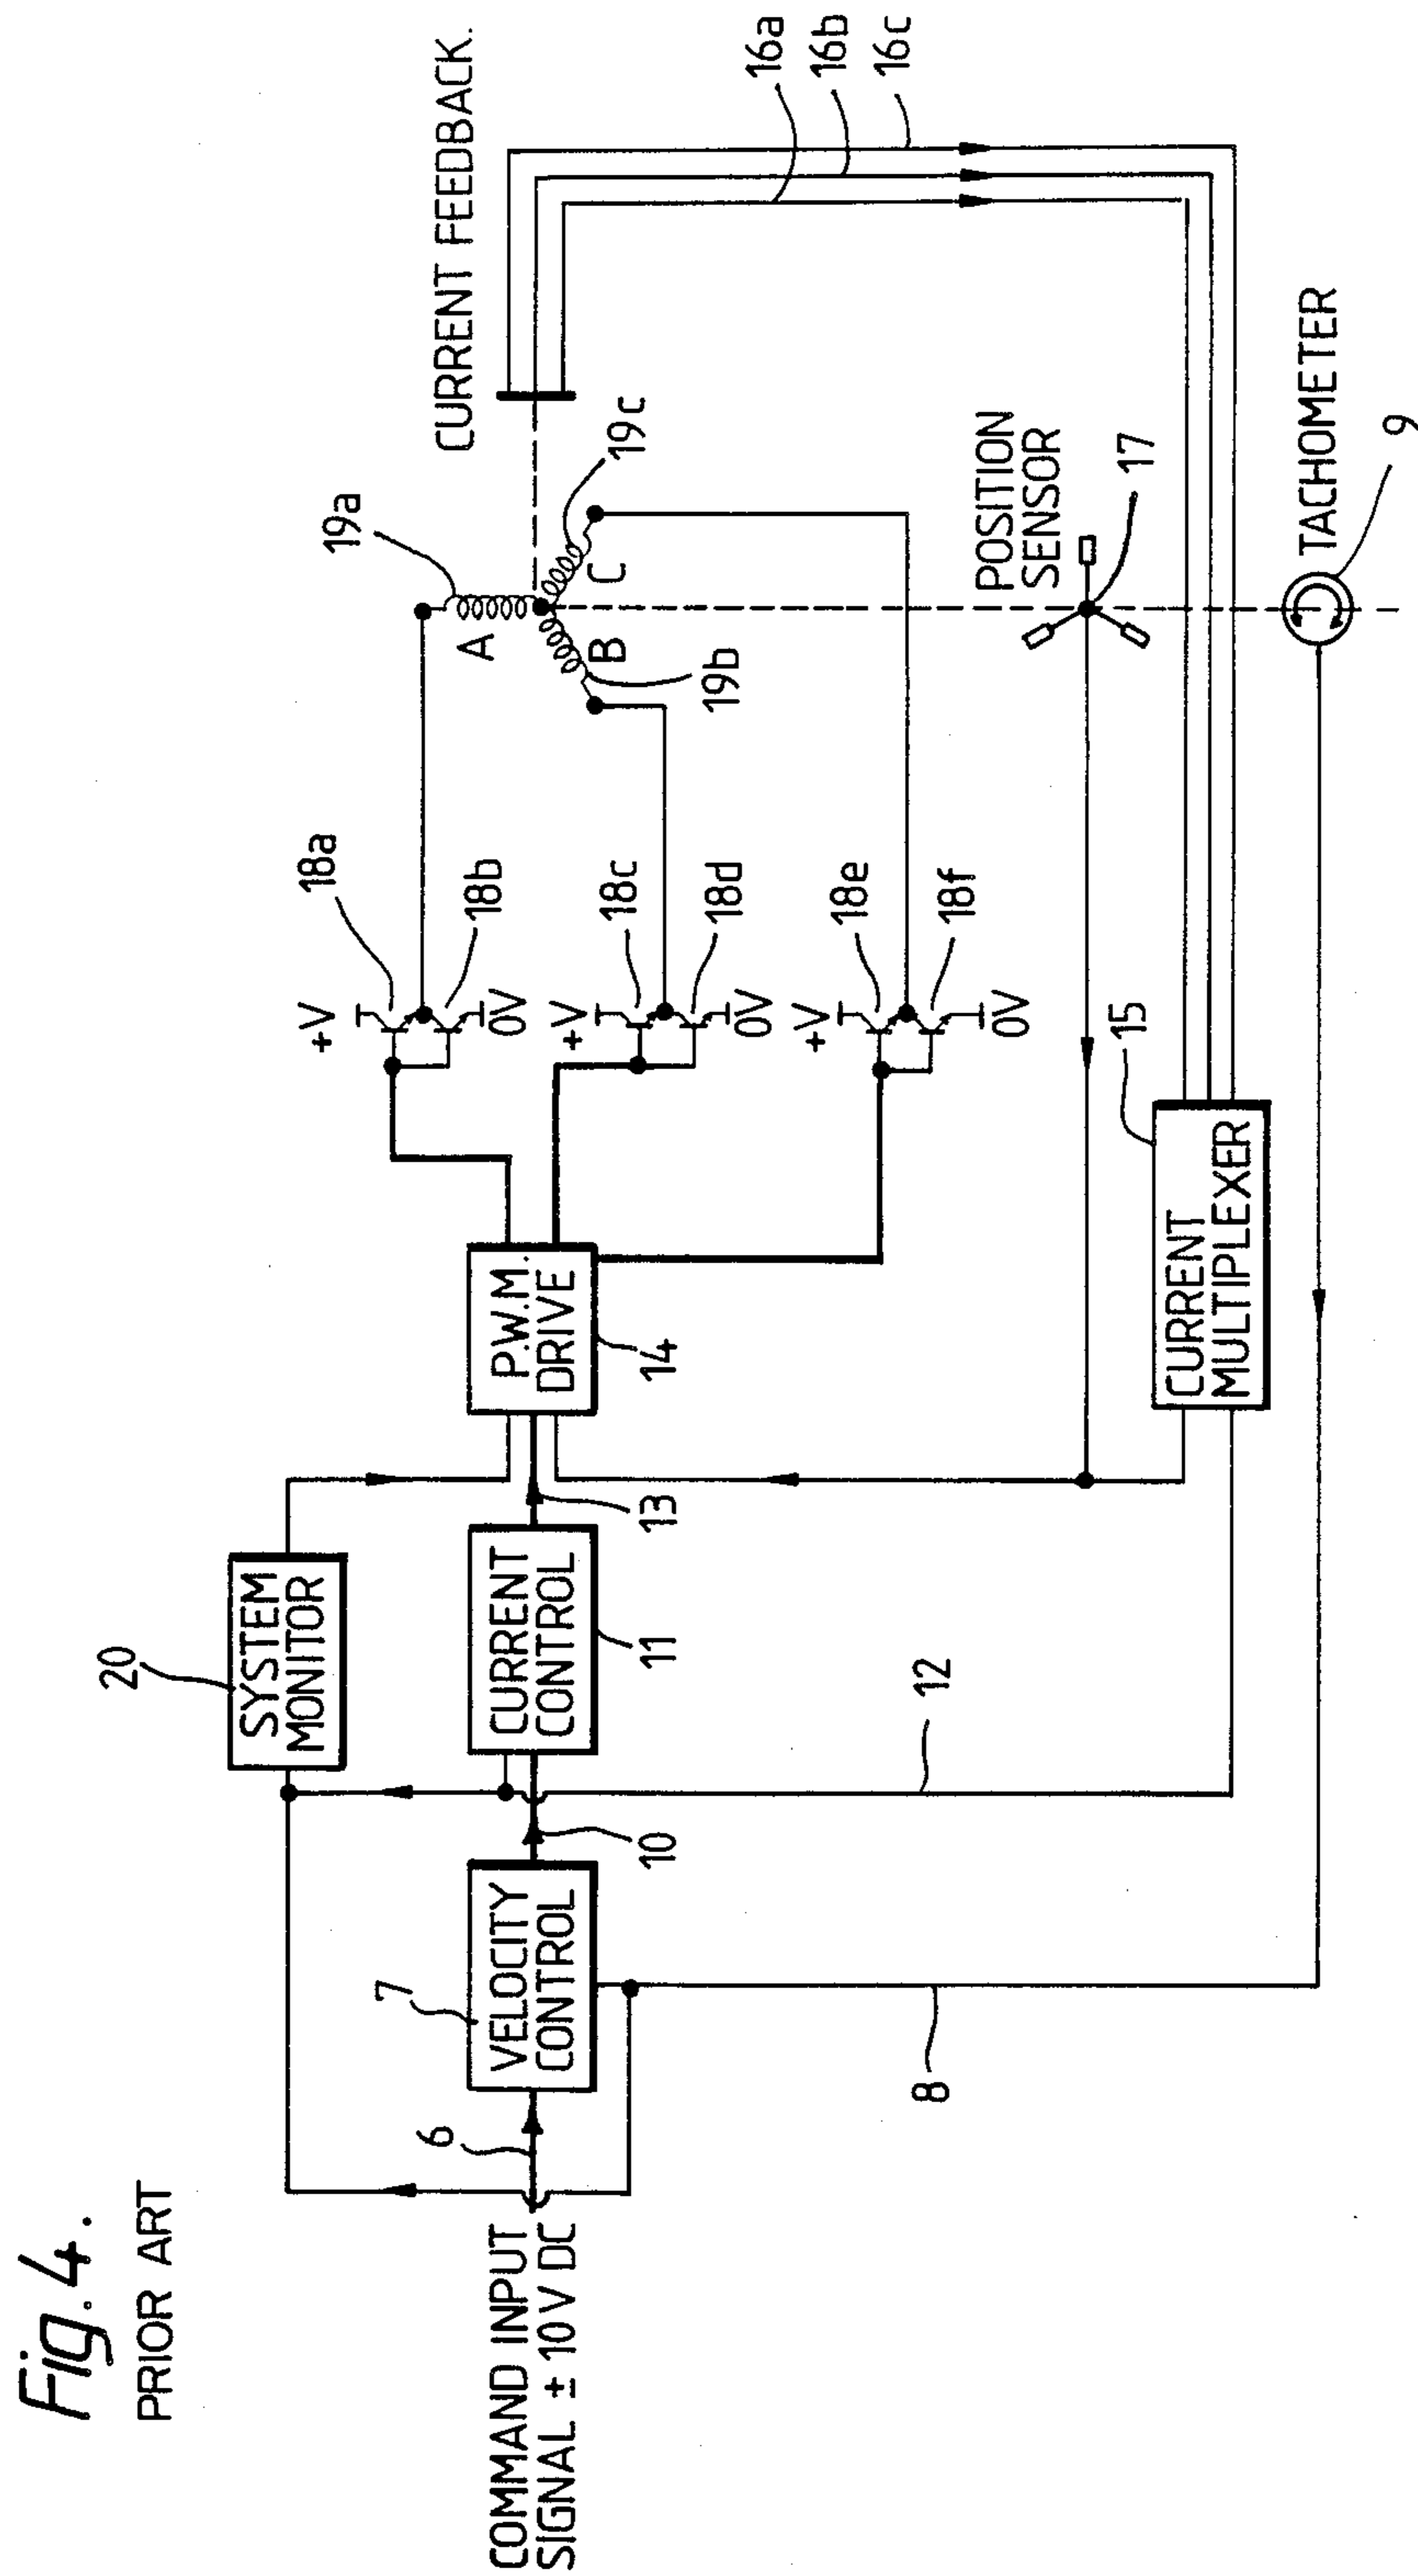 Fig. 4.
PRIOR ART
COMMAND INPUT
SIGNAL ± 10V DC
6
7
VELOCITY
CONTROL
8
10
20
SYSTEM
MONITOR
CURRENT
CONTROL
11
12
13
P.W.M.
DRIVE
14
CURRENT
MULTIPLEXER
15
+V
18a
18b
0V
+V
18c
18d
0V
+V
18e
18f
0V
19a
A
B
19b
C
19c
CURRENT FEEDBACK.
16a
16b
16c
POSITION
SENSOR
17
TACHOMETER
9